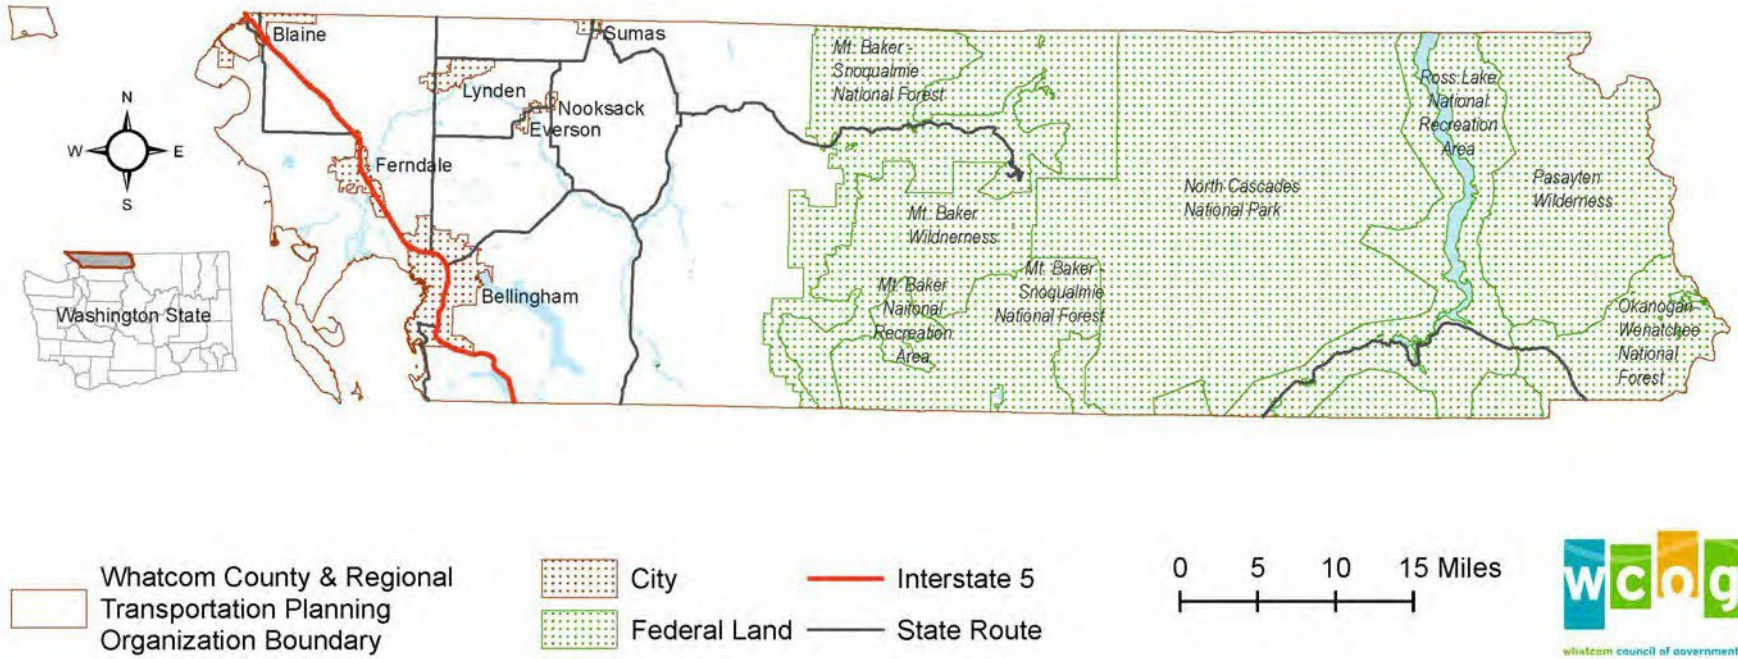 Blaine
Sumas
Lynden
Nooksack
Everson
Ferndale
Bellingham
Mt. Baker -
Snoqualmie
National Forest
Mt. Baker
Wildnerness
Mt. Baker
Naitonal
Recreation
Area
Mt. Baker -
Snoqualmie
National Forest
North Cascades
National Park
Ross Lake
National
Recreation
Area
Pasayten
Wilderness
Okanogan-
Wenatchee
National
Forest
N
W
E
S
Washington State
Whatcom County & Regional
Transportation Planning
Organization Boundary
City
Federal Land
Interstate 5
State Route
0 5 10 15 Miles
wcog
whatcom council of government